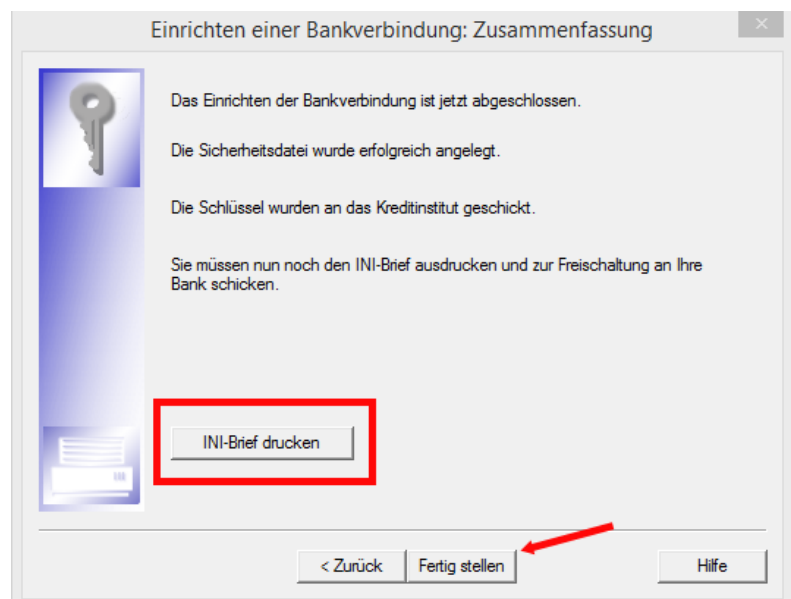 Einrichten einer Bankverbindung: Zusammenfassung
Das Einrichten der Bankverbindung ist jetzt abgeschlossen.
Die Sicherheitsdatei wurde erfolgreich angelegt.
Die Schlüssel wurden an das Kreditinstitut geschickt.
Sie müssen nun noch den INI-Brief ausdrucken und zur Freischaltung an Ihre
Bank schicken.
INI-Brief drucken
< Zurück
Fertig stellen
Hilfe